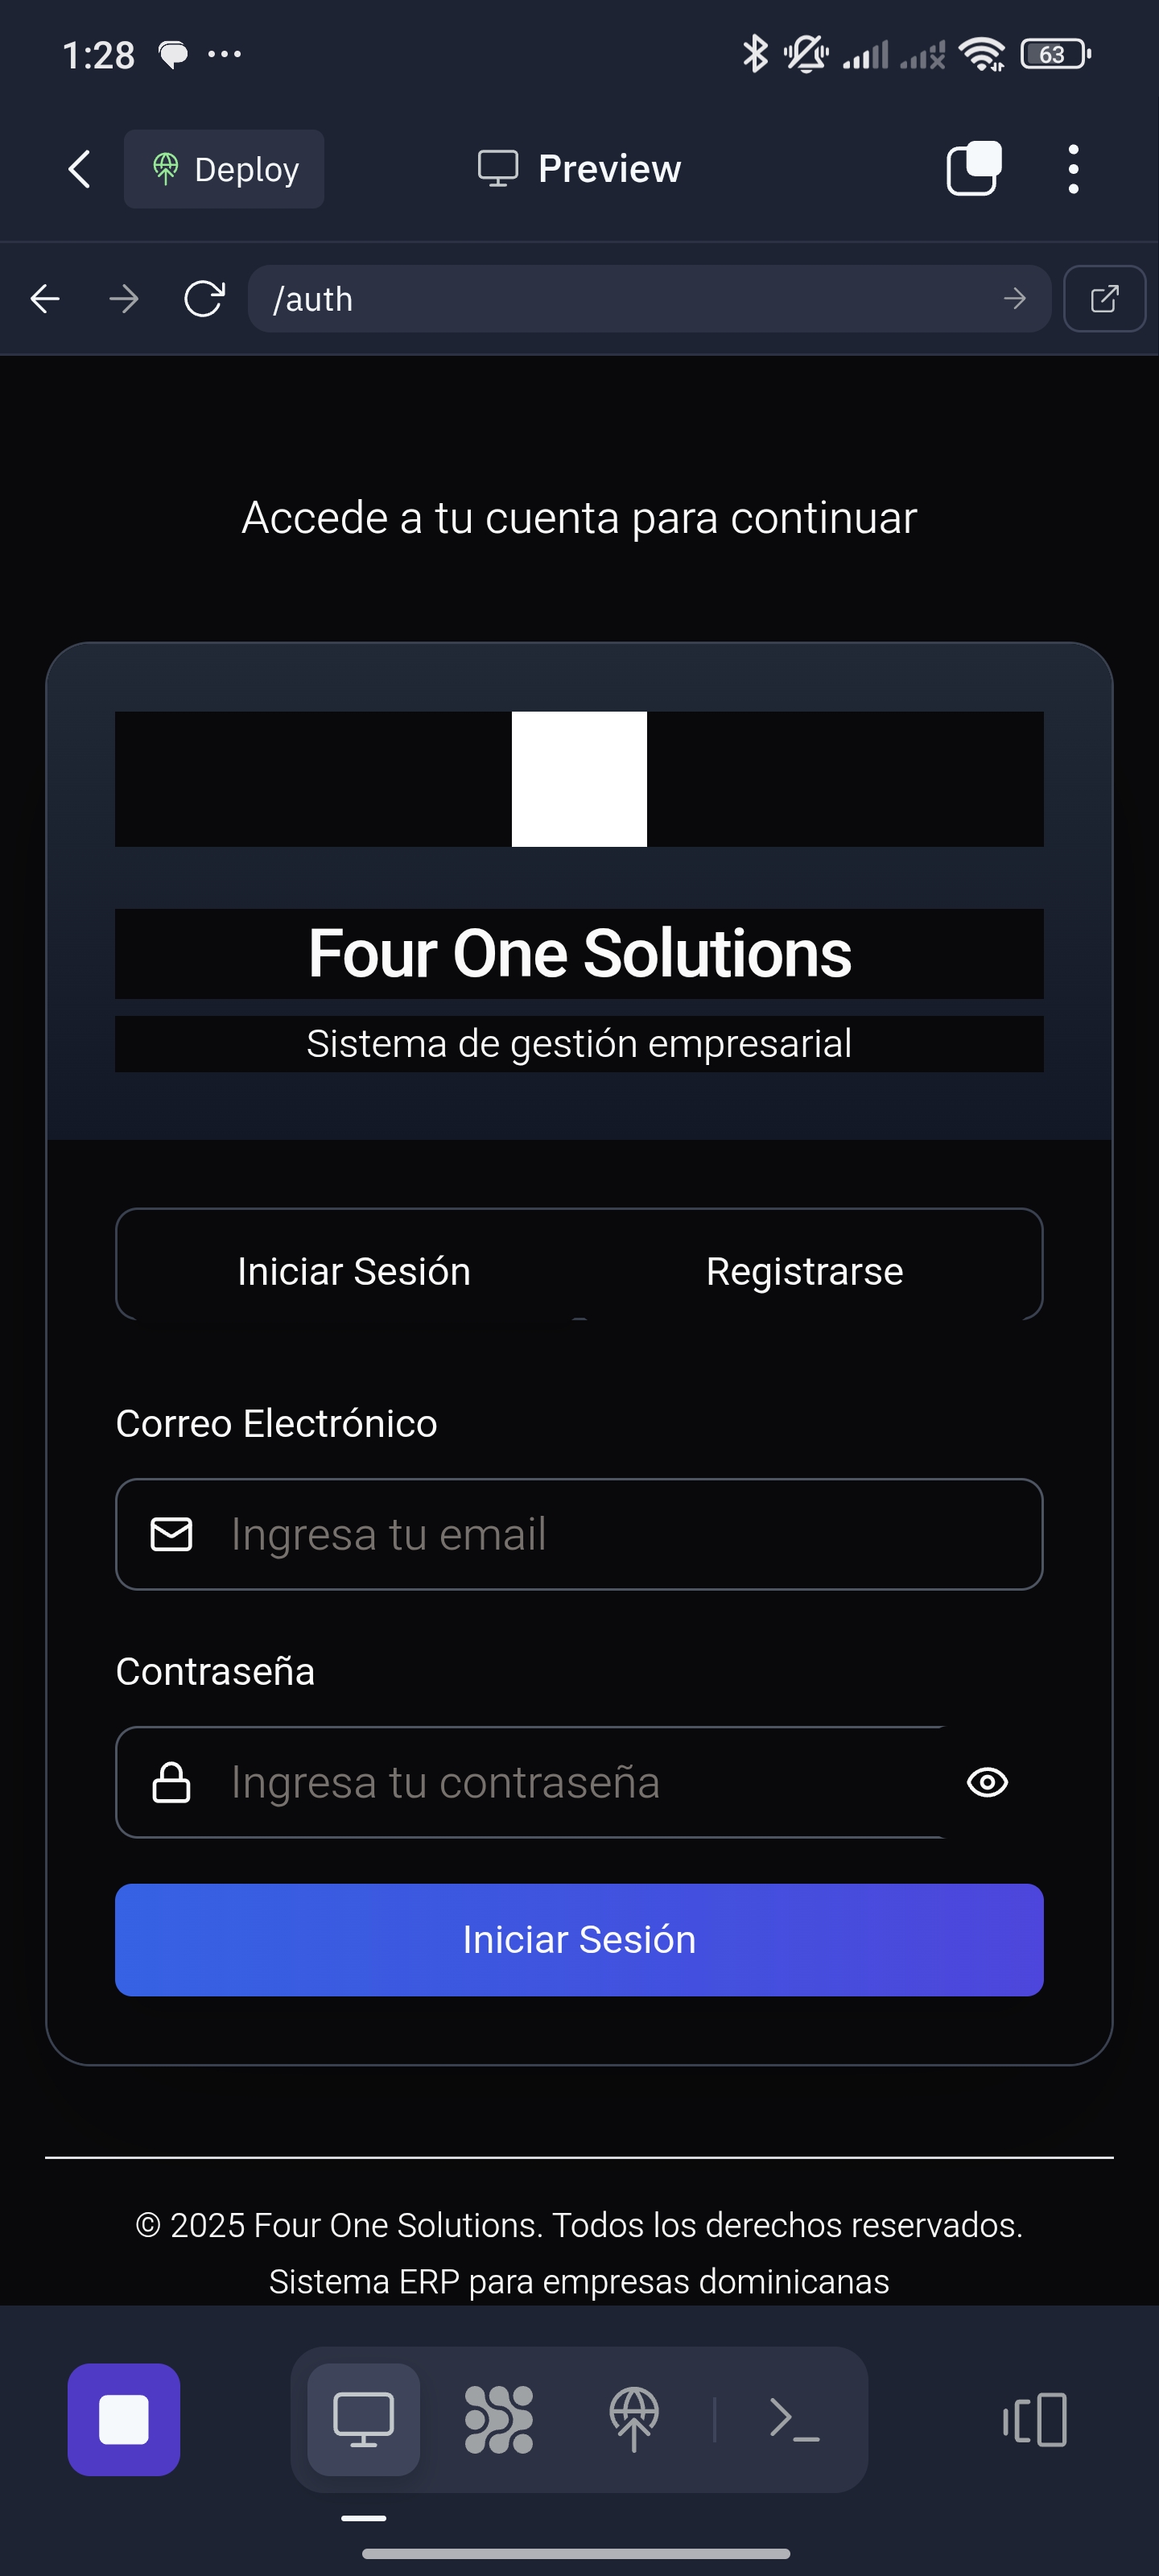 1:28
63
Deploy
Preview
/auth
Accede a tu cuenta para continuar
Four One Solutions
Sistema de gestión empresarial
Iniciar Sesión
Registrarse
Correo Electrónico
Ingresa tu email
Contraseña
Ingresa tu contraseña
Iniciar Sesión
© 2025 Four One Solutions. Todos los derechos reservados.
Sistema ERP para empresas dominicanas